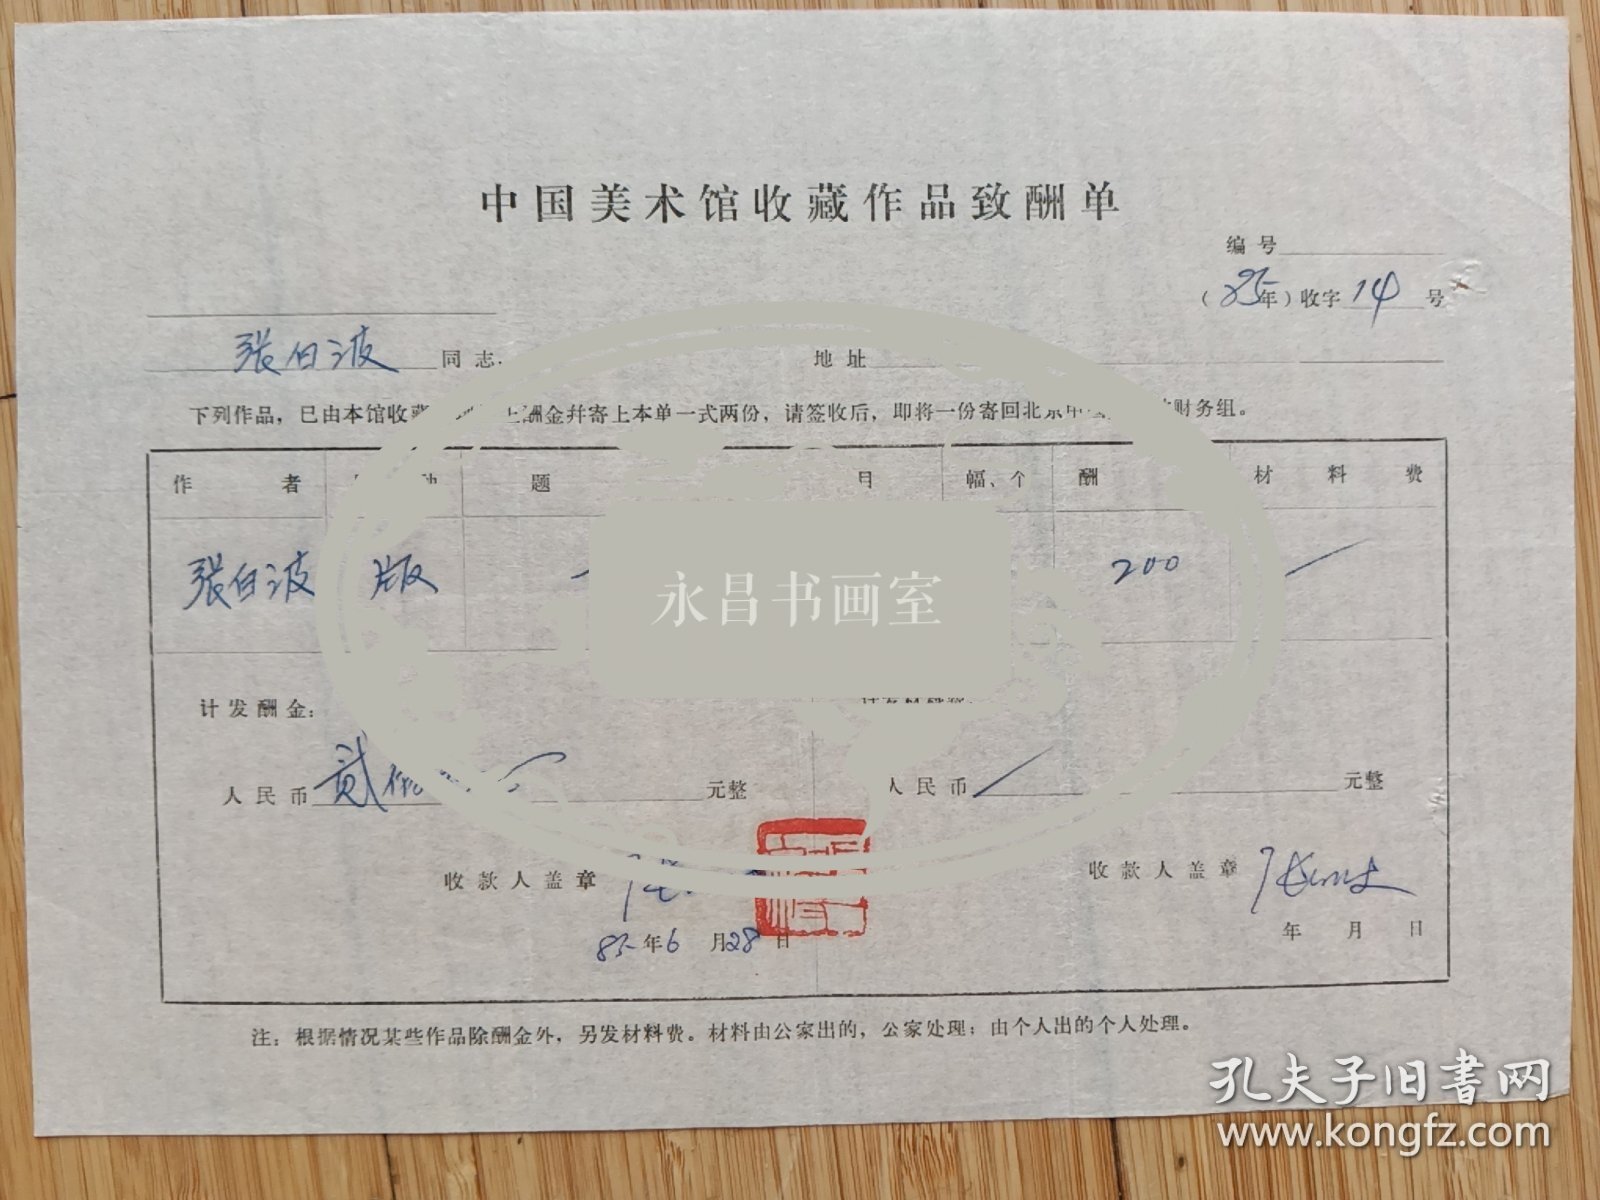 中国美术馆收藏作品致酬单
编号
(85年)收字14号
张白波同志.
地址
下列作品，已由本馆收藏 酬金并寄上本单一式两份，请签收后，即将一份寄回北京 财务组。
作者 题目 幅、个 酬 材料费
张白波 版 200
永昌书画室
计发酬金：
人民币贰佰 元整
人民币 元整
收款人盖章
收款人盖章
85年6月28日
年月日
注：根据情况某些作品除酬金外，另发材料费。材料由公家出的，公家处理；由个人出的个人处理。
孔夫子旧书网
www.kongfz.com